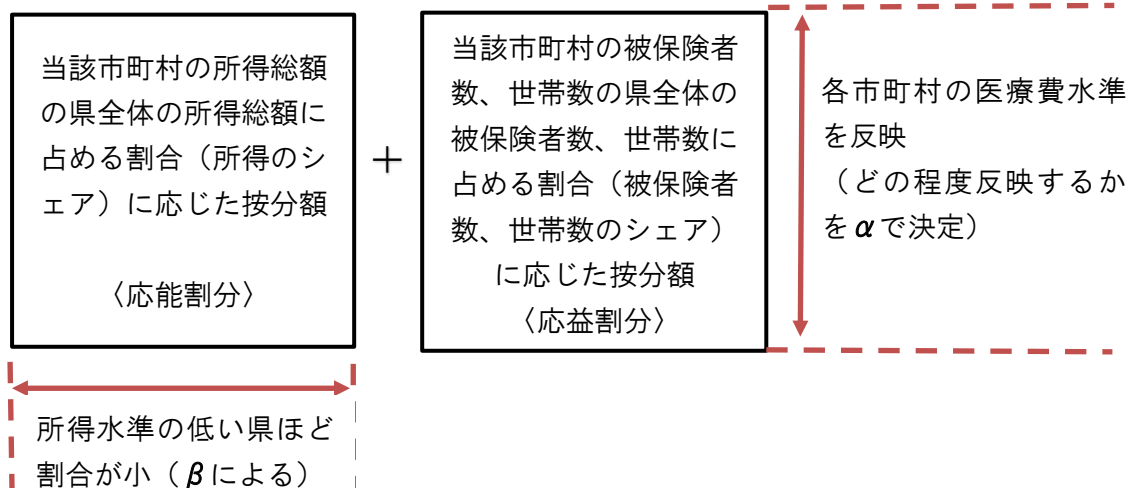 当該市町村の所得総額
の県全体の所得総額に
占める割合（所得のシ
ェア）に応じた按分額
〈応能割分〉
＋
当該市町村の被保険者
数、世帯数の県全体の
被保険者数、世帯数に
占める割合（被保険者
数、世帯数のシェア）
に応じた按分額
〈応益割分〉
各市町村の医療費水準
を反映
（どの程度反映するか
をαで決定）
所得水準の低い県ほど
割合が小（βによる）